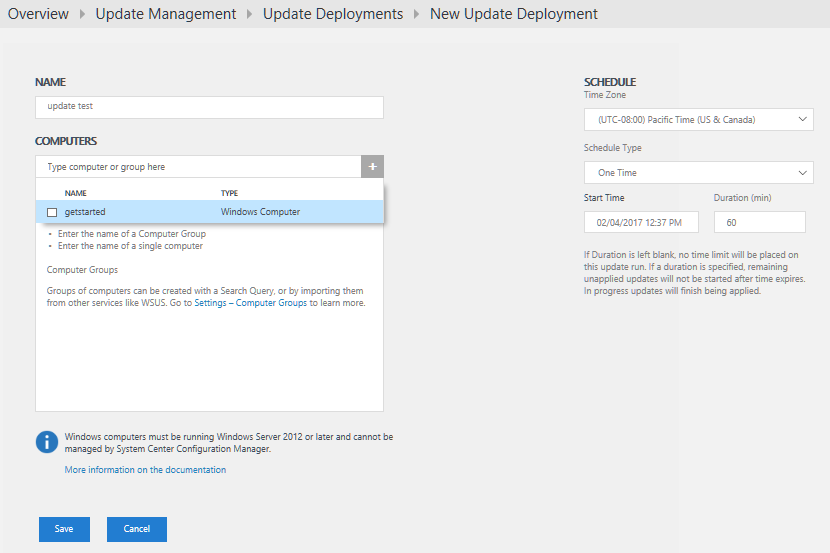 Overview Update Management Update Deployments New Update Deployment
NAME
update test
COMPUTERS
Type computer or group here
+
NAME TYPE
getstarted Windows Computer
• Enter the name of a Computer Group
• Enter the name of a single computer
Computer Groups
Groups of computers can be created with a Search Query, or by importing them
from other services like WSUS. Go to Settings – Computer Groups to learn more.
Windows computers must be running Windows Server 2012 or later and cannot be
managed by System Center Configuration Manager.
More information on the documentation
Save Cancel
SCHEDULE
Time Zone
(UTC-08:00) Pacific Time (US & Canada)
Schedule Type
One Time
Start Time Duration (min)
02/04/2017 12:37 PM 60
If Duration is left blank, no time limit will be placed on
this update run. If a duration is specified, remaining
unapplied updates will not be started after time expires.
In progress updates will finish being applied.